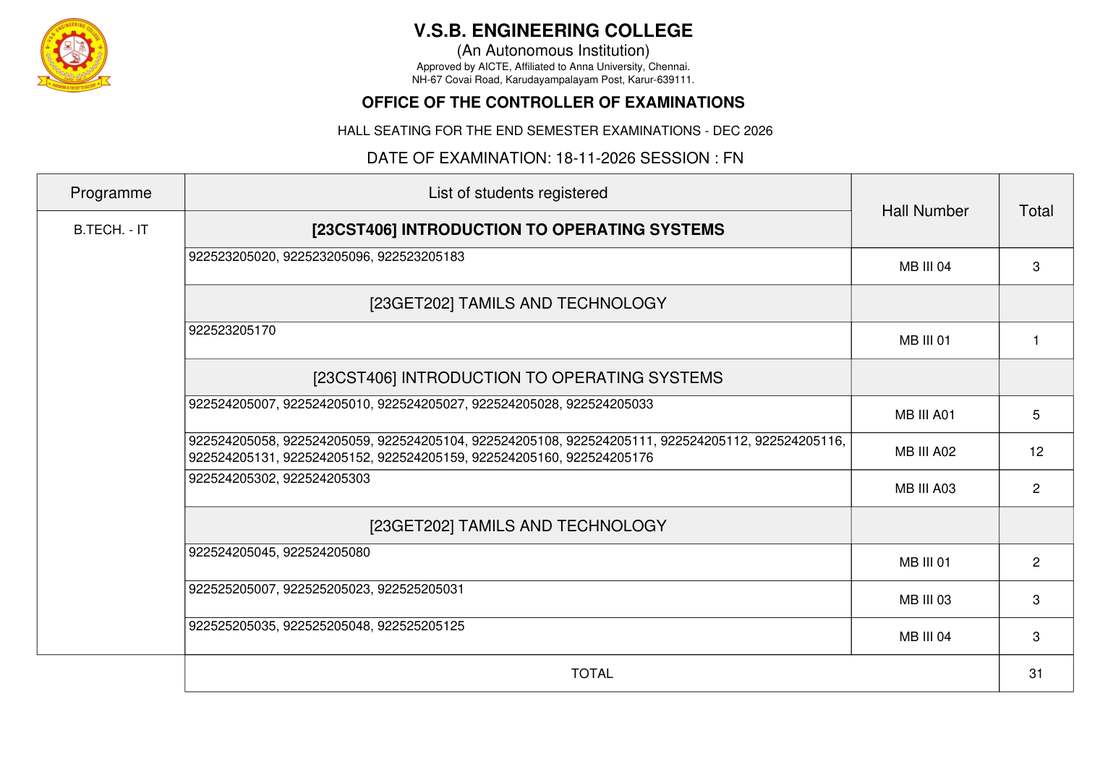 V.S.B. ENGINEERING COLLEGE
(An Autonomous Institution)
Approved by AICTE, Affiliated to Anna University, Chennai.
NH-67 Covai Road, Karudayampalayam Post, Karur-639111.
OFFICE OF THE CONTROLLER OF EXAMINATIONS
HALL SEATING FOR THE END SEMESTER EXAMINATIONS - DEC 2026
DATE OF EXAMINATION: 18-11-2026 SESSION : FN
Programme List of students registered Hall Number Total
B.TECH. - IT [23CST406] INTRODUCTION TO OPERATING SYSTEMS
922523205020, 922523205096, 922523205183 MB III 04 3
[23GET202] TAMILS AND TECHNOLOGY
922523205170 MB III 01 1
[23CST406] INTRODUCTION TO OPERATING SYSTEMS
922524205007, 922524205010, 922524205027, 922524205028, 922524205033 MB III A01 5
922524205058, 922524205059, 922524205104, 922524205108, 922524205111, 922524205112, 922524205116,
922524205131, 922524205152, 922524205159, 922524205160, 922524205176 MB III A02 12
922524205302, 922524205303 MB III A03 2
[23GET202] TAMILS AND TECHNOLOGY
922524205045, 922524205080 MB III 01 2
922525205007, 922525205023, 922525205031 MB III 03 3
922525205035, 922525205048, 922525205125 MB III 04 3
TOTAL 31